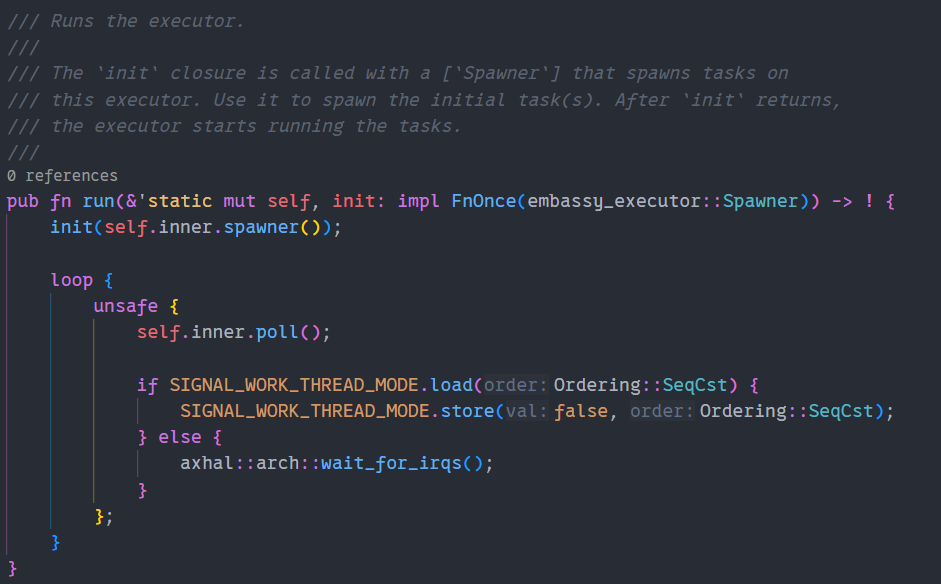 /// Runs the executor.
///
/// The `init` closure is called with a [`Spawner`] that spawns tasks on
/// this executor. Use it to spawn the initial task(s). After `init` returns,
/// the executor starts running the tasks.
///
0 references
pub fn run(&'static mut self, init: impl FnOnce(embassy_executor::Spawner)) -> ! {
    init(self.inner.spawner());

    loop {
        unsafe {
            self.inner.poll();

            if SIGNAL_WORK_THREAD_MODE.load(order: Ordering::SeqCst) {
                SIGNAL_WORK_THREAD_MODE.store(val: false, order: Ordering::SeqCst);
            } else {
                axhal::arch::wait_for_irqs();
            }
        };
    }
}